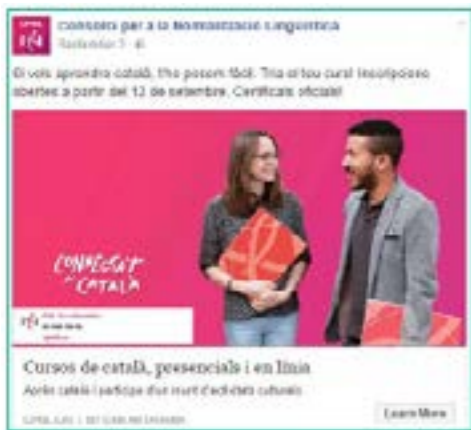 Consorci per a la Normalització Lingüística
Si vols aprendre català, t'ho posem fàcil. Tria el teu curs! Inscripcions
obertes a partir del 12 de setembre. Certificats oficials!
CONNECTA'T
al CATALÀ
Cursos de català, presencials i en línia
Aprèn català i participa d'un munt d'activitats culturals
Learn More